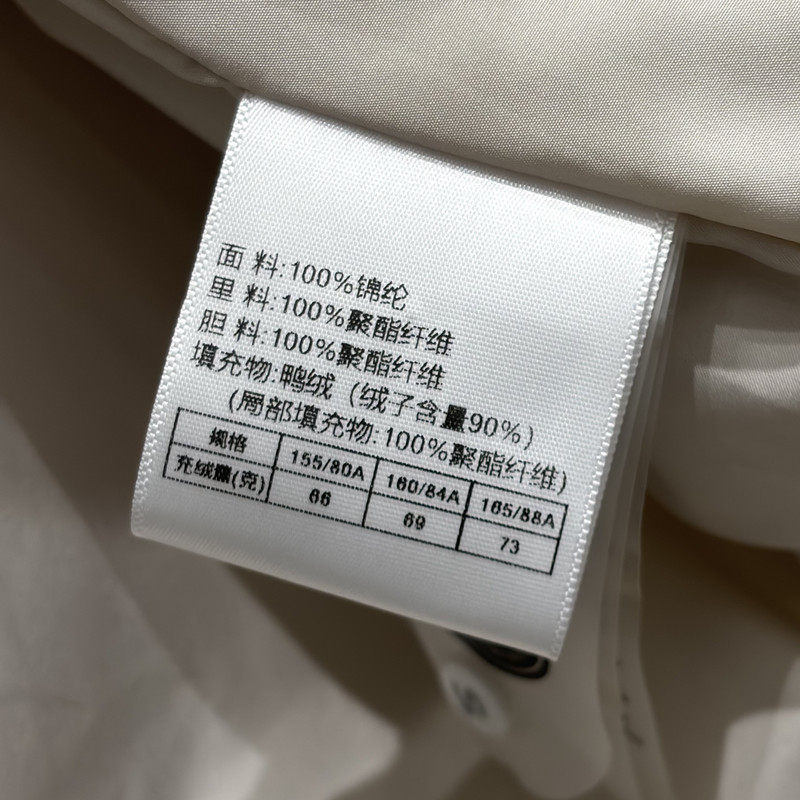 面 料:100%锦纶
里 料:100%聚酯纤维
胆 料:100%聚酯纤维
填充物:鸭绒（绒子含量90%）
(局部填充物:100%聚酯纤维)
规格 155/80A 160/84A 165/88A
充绒量(克) 66 69 73